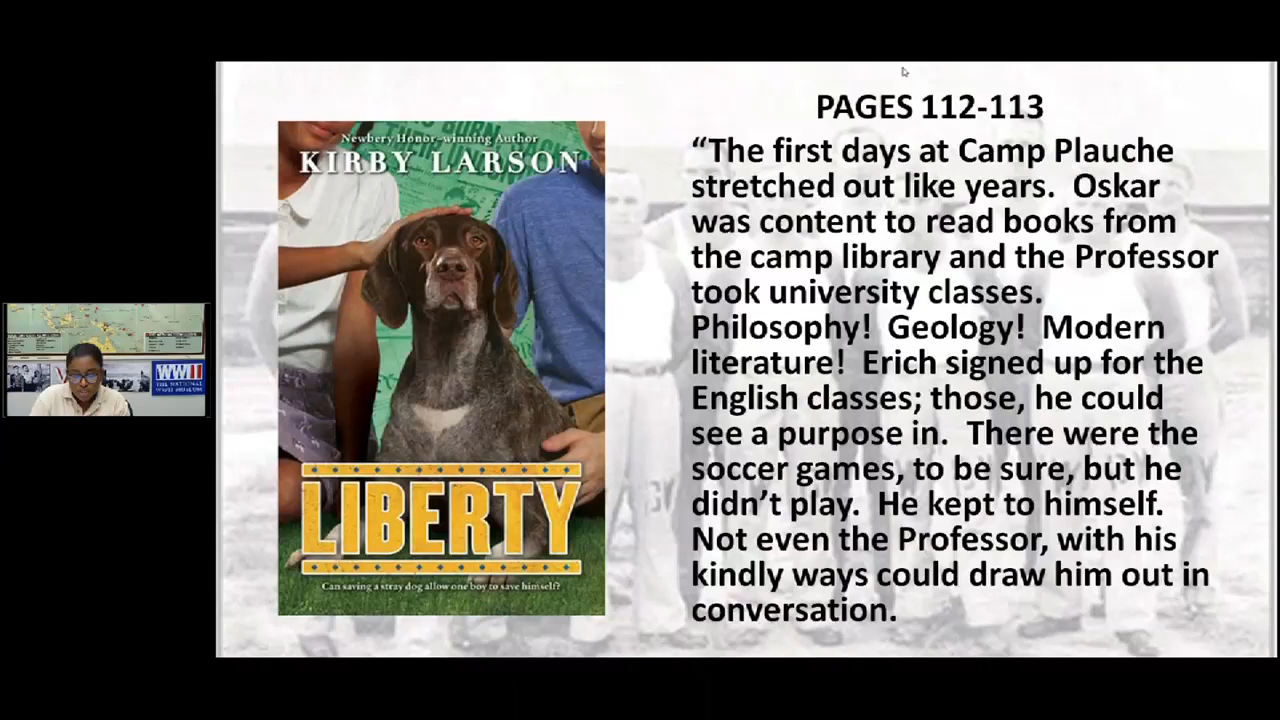 PAGES 112-113
“The first days at Camp Plauche
stretched out like years.  Oskar
was content to read books from
the camp library and the Professor
took university classes.
Philosophy!  Geology!  Modern
literature!  Erich signed up for the
English classes; those, he could
see a purpose in.  There were the
soccer games, to be sure, but he
didn’t play.  He kept to himself.
Not even the Professor, with his
kindly ways could draw him out in
conversation.
Newbery Honor-winning Author
KIRBY LARSON
LIBERTY
Can saving a stray dog allow one boy to save himself?
WWII
THE NATIONAL
WWII MUSEUM